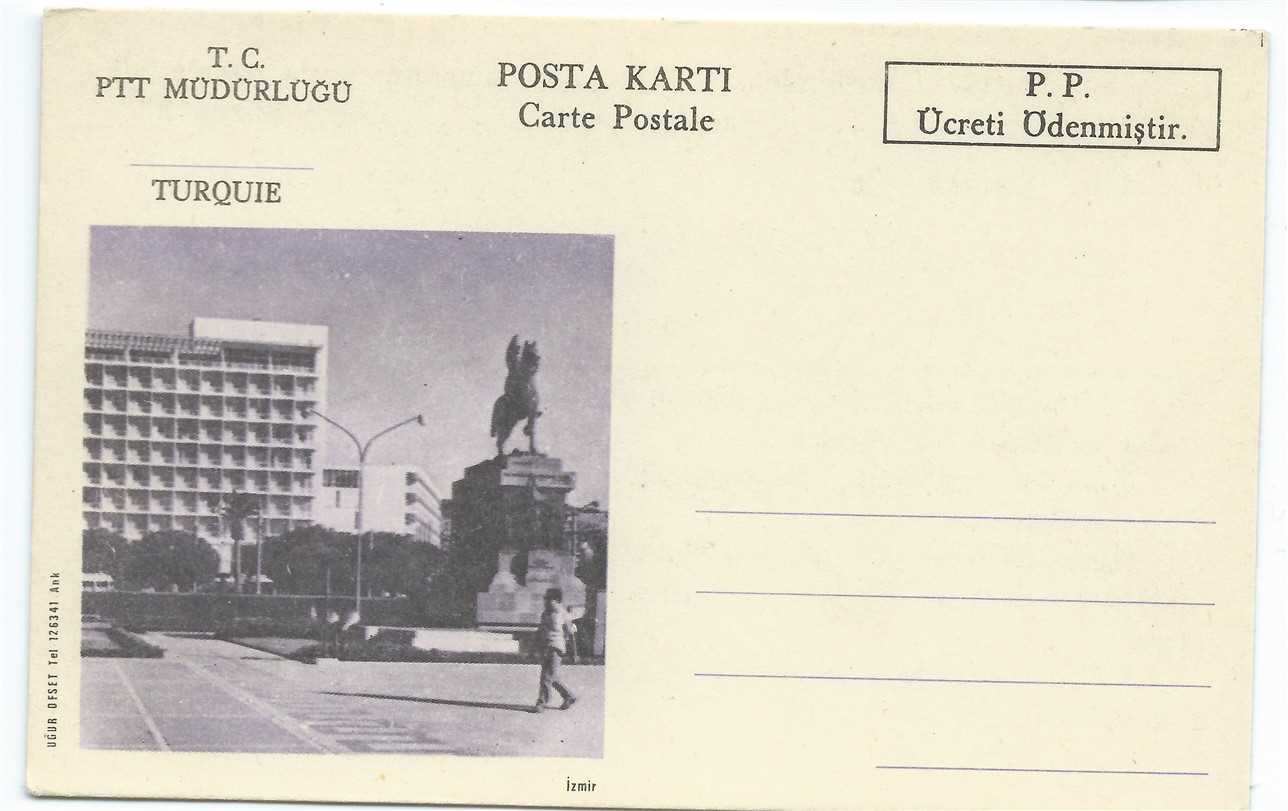 T. C.
PTT MÜDÜRLÜĞÜ
TURQUIE
POSTA KARTI
Carte Postale
P. P.
Ücreti Ödenmiştir.
UĞUR OFSET Tel 126341 Ank
İzmir